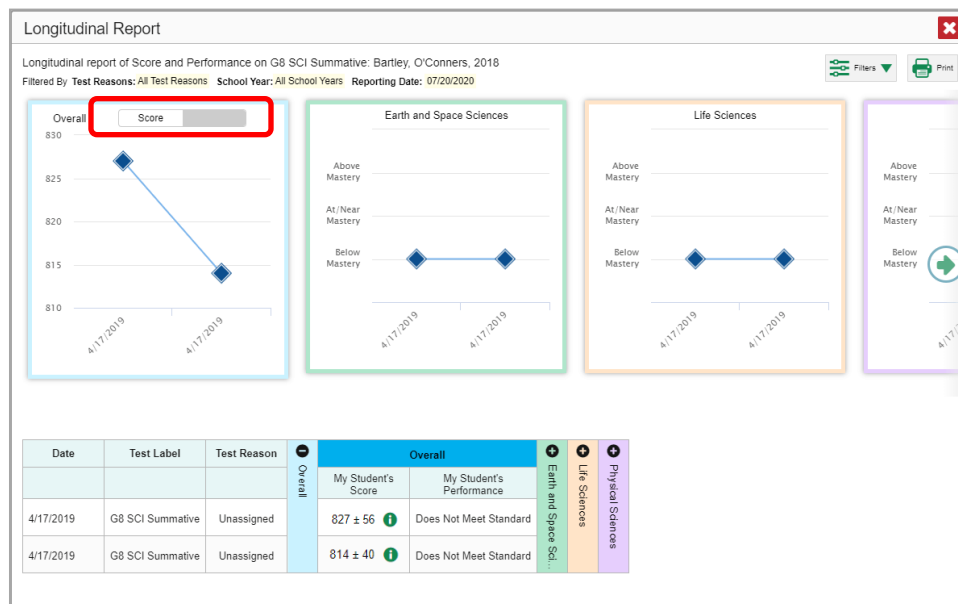 Longitudinal Report
Longitudinal report of Score and Performance on G8 SCI Summative: Bartley, O'Conners, 2018
Filtered By Test Reasons: All Test Reasons School Year: All School Years Reporting Date: 07/20/2020
Filters
Print
Overall
Score
830
825
820
815
810
4/17/2019
4/17/2019
Earth and Space Sciences
Above
Mastery
At/Near
Mastery
Below
Mastery
4/17/2019
4/17/2019
Life Sciences
Above
Mastery
At/Near
Mastery
Below
Mastery
4/17/2019
4/17/2019
Above
Mastery
At/Near
Mastery
Below
Mastery
Date Test Label Test Reason Overall Overall Earth and Space Sci... Life Sciences Physical Sciences
My Student's
Score
My Student's
Performance
4/17/2019 G8 SCI Summative Unassigned 827 ± 56 Does Not Meet Standard
4/17/2019 G8 SCI Summative Unassigned 814 ± 40 Does Not Meet Standard